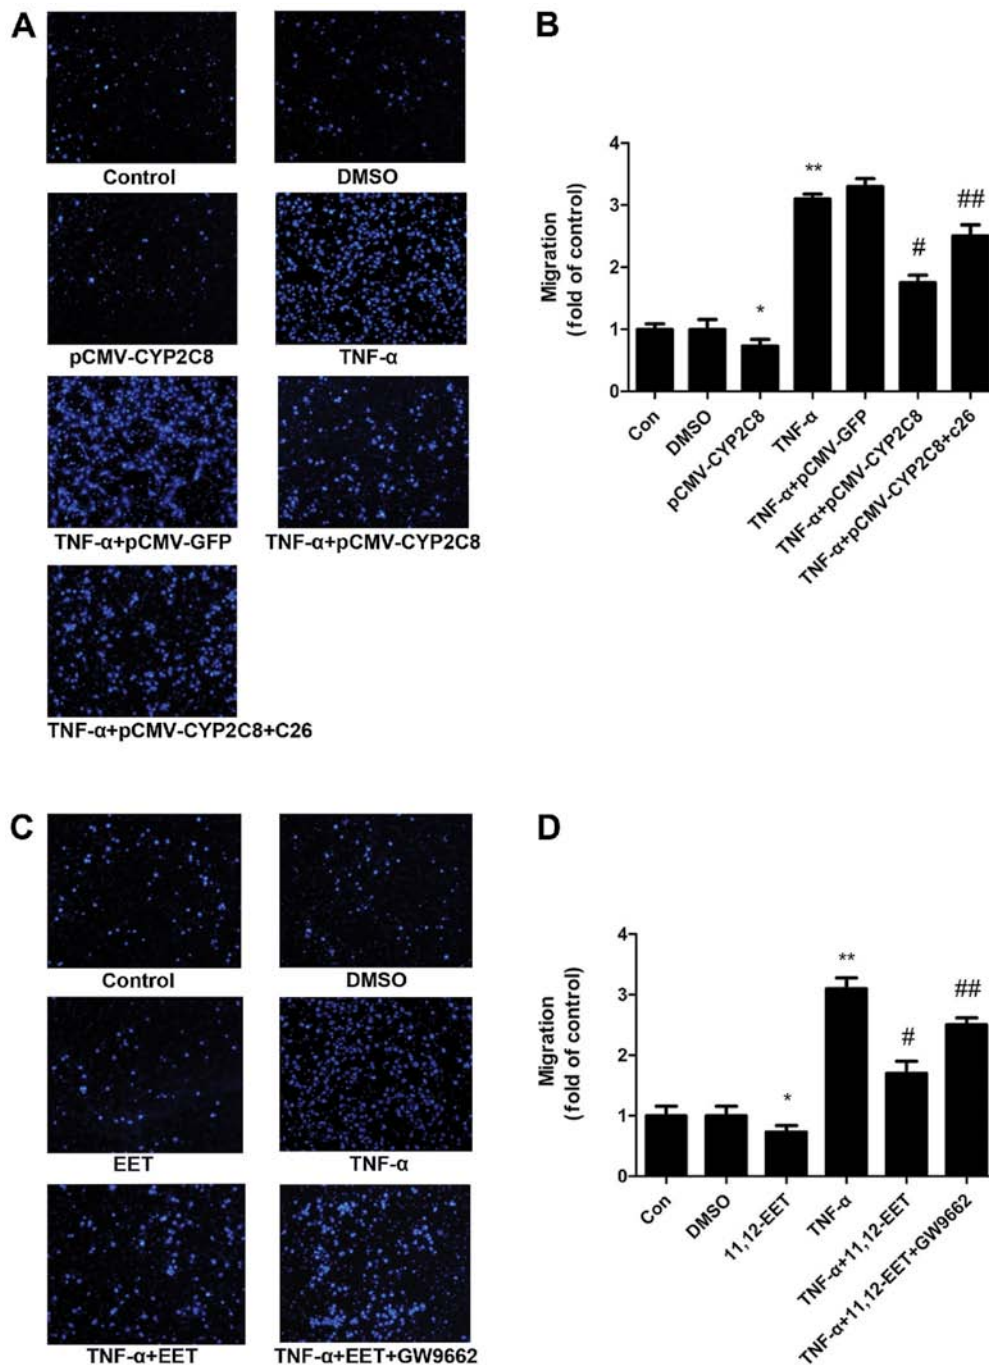 A
Control
DMSO
pCMV-CYP2C8
TNF-α
TNF-α+pCMV-GFP
TNF-α+pCMV-CYP2C8
TNF-α+pCMV-CYP2C8+C26
B
Migration
(fold of control)
4
3
2
1
0
**
##
#
*
Con
DMSO
pCMV-CYP2C8
TNF-α
TNF-α+pCMV-GFP
TNF-α+pCMV-CYP2C8
TNF-α+pCMV-CYP2C8+c26
C
Control
DMSO
EET
TNF-α
TNF-α+EET
TNF-α+EET+GW9662
D
Migration
(fold of control)
4
3
2
1
0
**
##
#
*
Con
DMSO
11,12-EET
TNF-α
TNF-α+11,12-EET
TNF-α+11,12-EET+GW9662